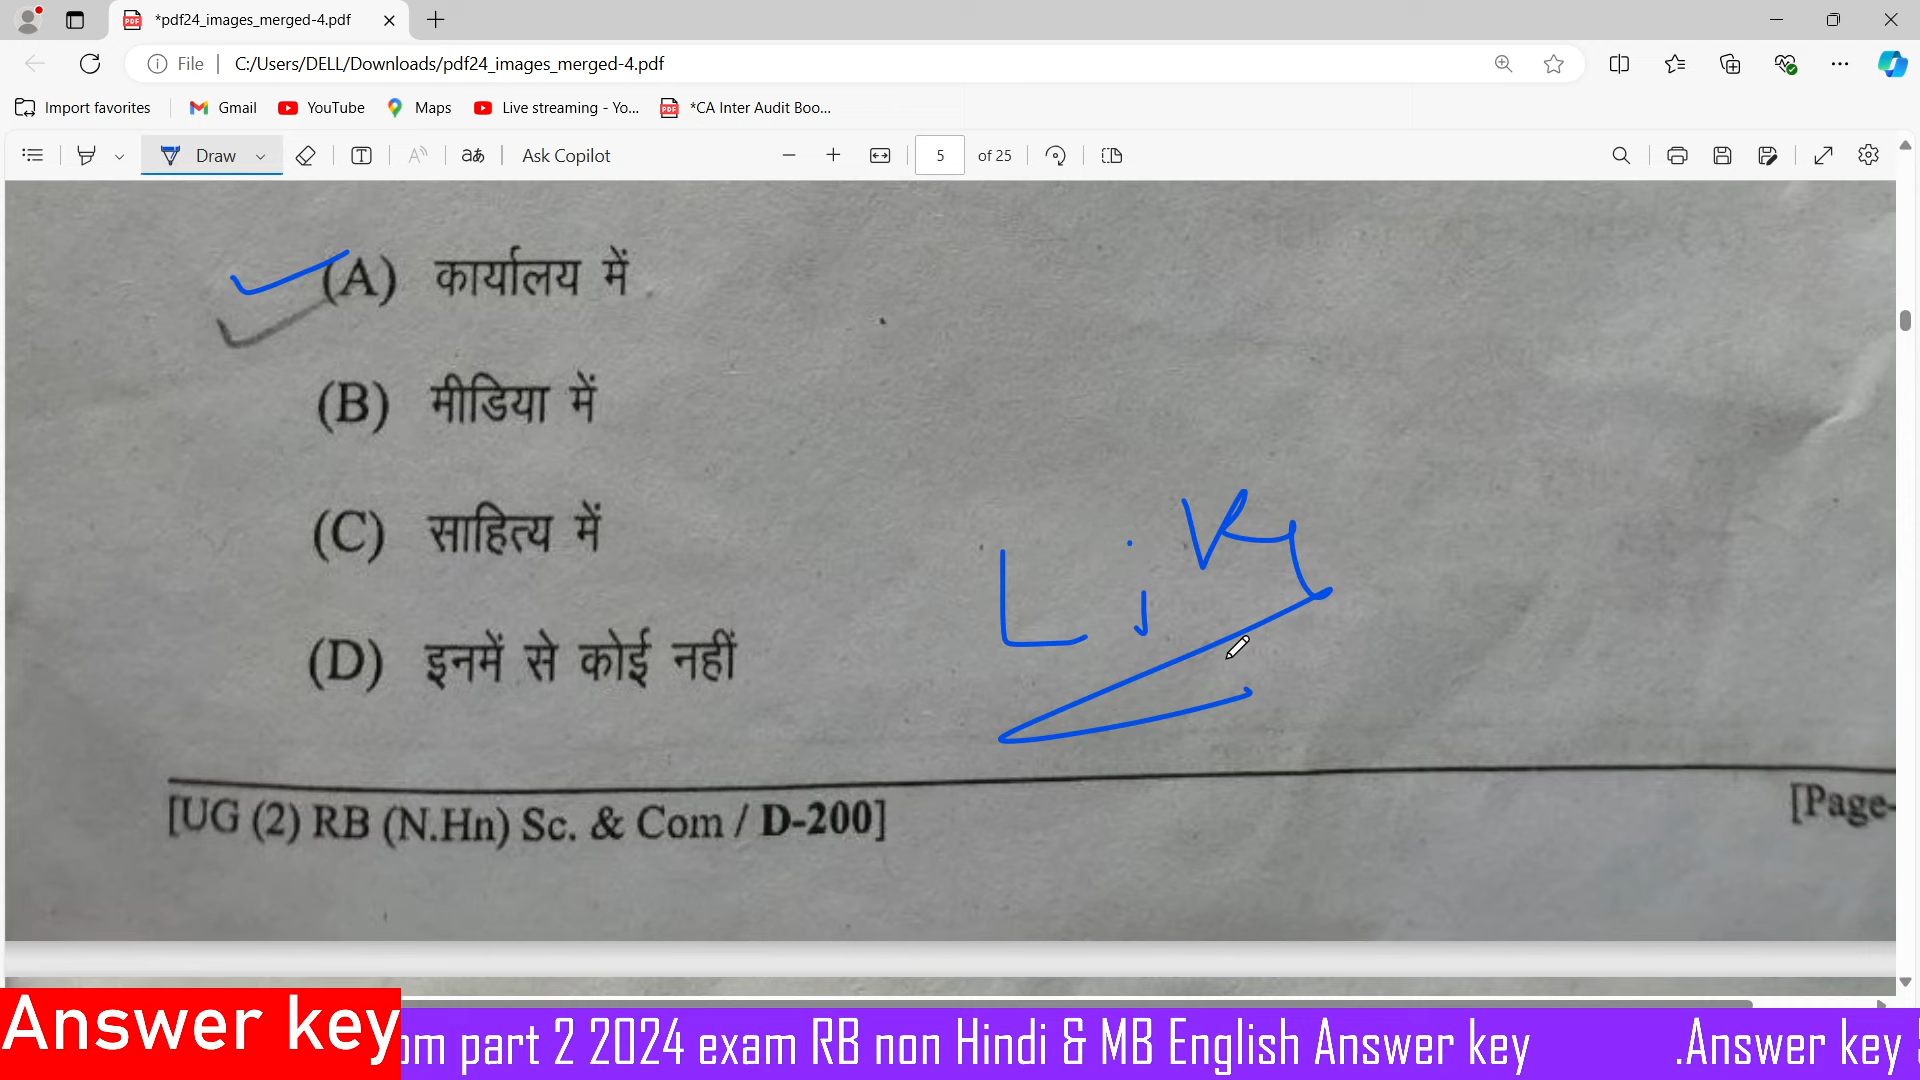 *pdf24_images_merged-4.pdf
File C:/Users/DELL/Downloads/pdf24_images_merged-4.pdf
Import favorites Gmail YouTube Maps Live streaming - Yo... *CA Inter Audit Boo...
Draw Ask Copilot 5 of 25
(A) कार्यालय में
(B) मीडिया में
(C) साहित्य में
(D) इनमें से कोई नहीं
[UG (2) RB (N.Hn) Sc. & Com / D-200] [Page-
Answer key om part 2 2024 exam RB non Hindi & MB English Answer key .Answer key